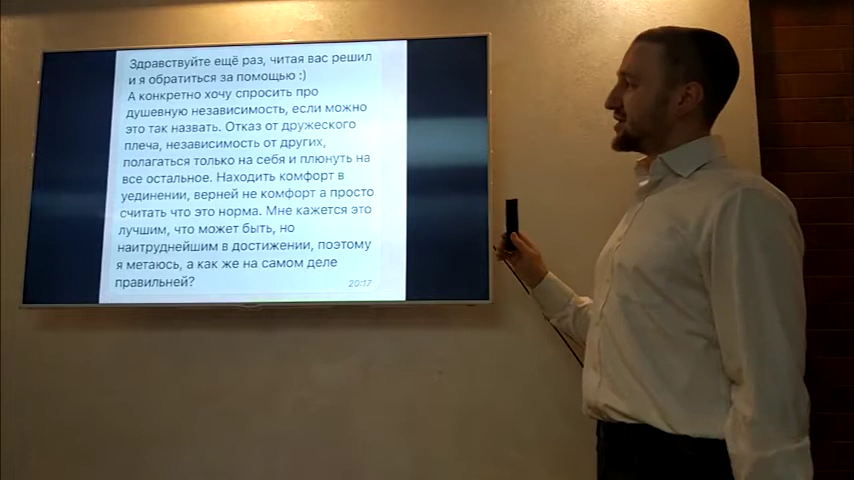 Здравствуйте ещё раз, читая вас решил
и я обратиться за помощью :)
А конкретно хочу спросить про
душевную независимость, если можно
это так назвать. Отказ от дружеского
плеча, независимость от других,
полагаться только на себя и плюнуть на
все остальное. Находить комфорт в
уединении, верней не комфорт а просто
считать что это норма. Мне кажется это
лучшим, что может быть, но
наитруднейшим в достижении, поэтому
я метаюсь, а как же на самом деле
правильней?
20:17